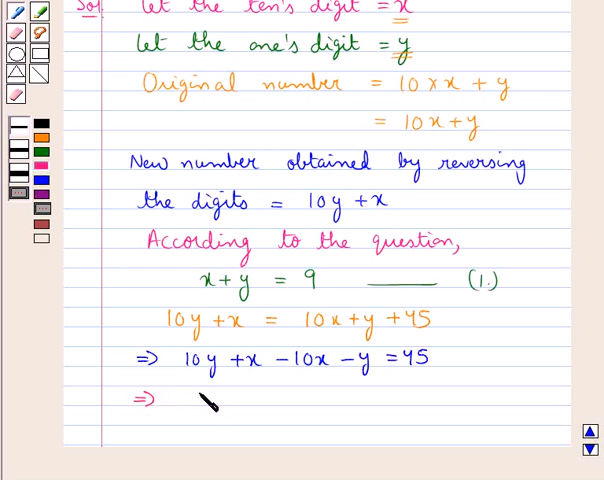 Sol. Let the ten's digit = x
Let the one's digit = y
Original number = 10 x x + y
= 10x + y
New number obtained by reversing
the digits = 10y + x
According to the question,
x + y = 9 (1.)
10y + x = 10x + y + 45
⇒ 10y + x - 10x - y = 45
⇒